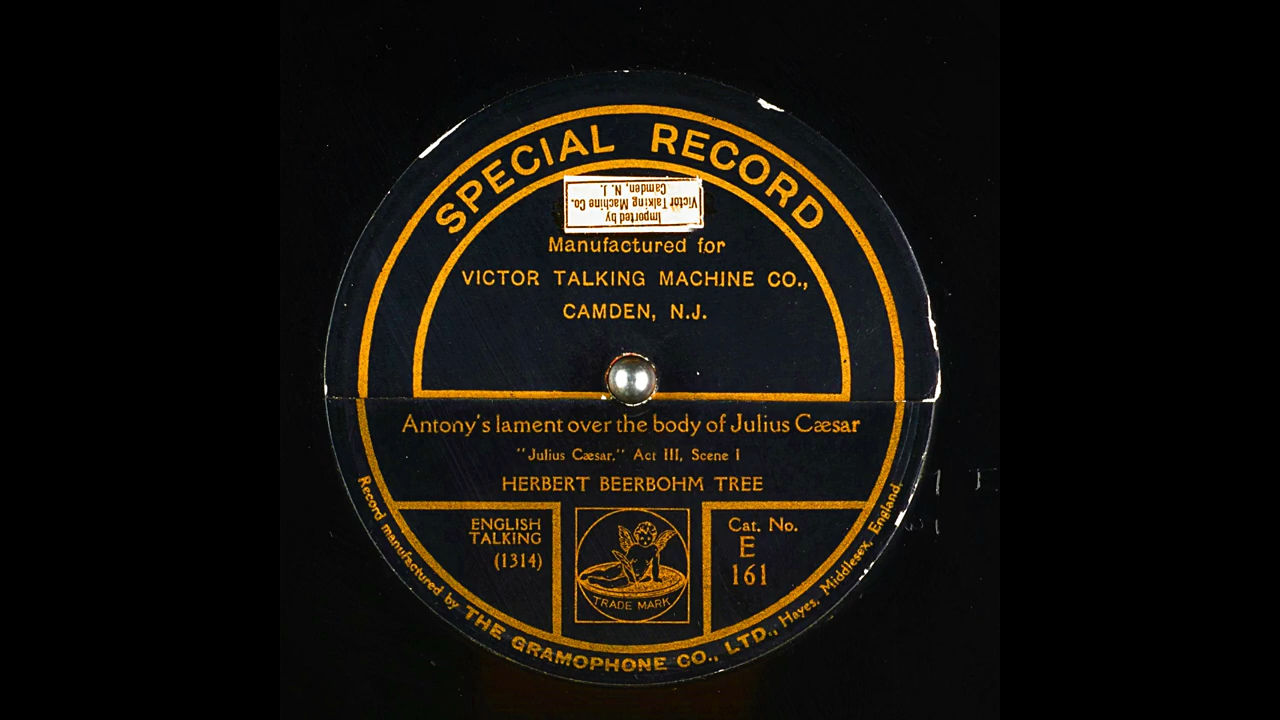 SPECIAL RECORD
Imported by
Victor Talking Machine Co.
Camden, N. J.
Manufactured for
VICTOR TALKING MACHINE CO.,
CAMDEN, N.J.
Antony's lament over the body of Julius Cæsar
"Julius Cæsar," Act III, Scene I
HERBERT BEERBOHM TREE
ENGLISH
TALKING
(1314)
TRADE MARK
Cat. No.
E
161
Record manufactured by THE GRAMOPHONE CO., LTD., Hayes, Middlesex, England.